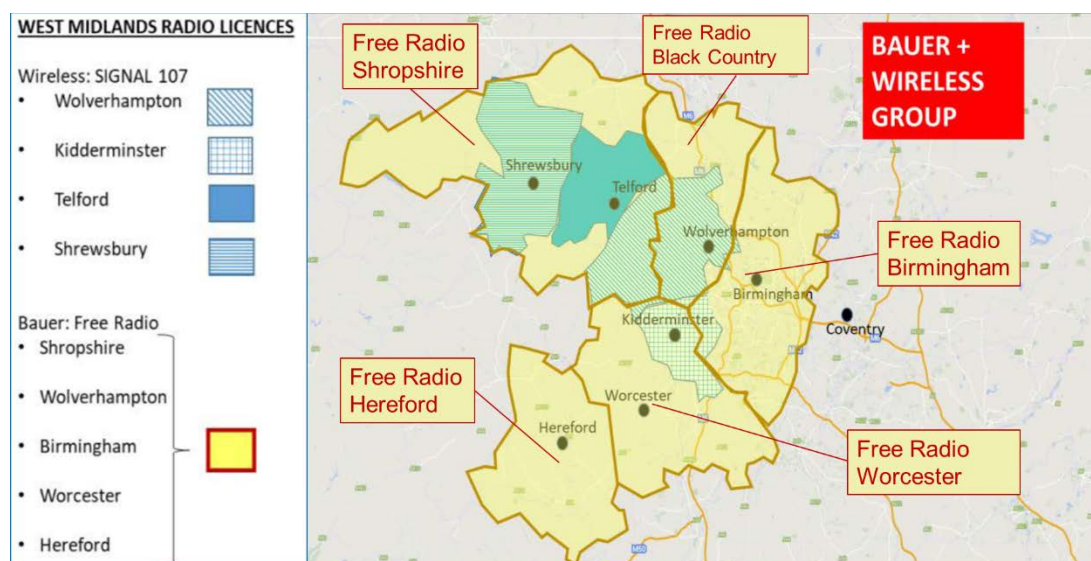 WEST MIDLANDS RADIO LICENCES
Wireless: SIGNAL 107
• Wolverhampton
• Kidderminster
• Telford
• Shrewsbury
Bauer: Free Radio
• Shropshire
• Wolverhampton
• Birmingham
• Worcester
• Hereford
Free Radio
Shropshire
Free Radio
Black Country
BAUER +
WIRELESS
GROUP
M6
Shrewsbury
Telford
Wolverhampton
Free Radio
Birmingham
Birmingham
Kidderminster
Coventry
Free Radio
Hereford
Worcester
Hereford
Free Radio
Worcester
M50